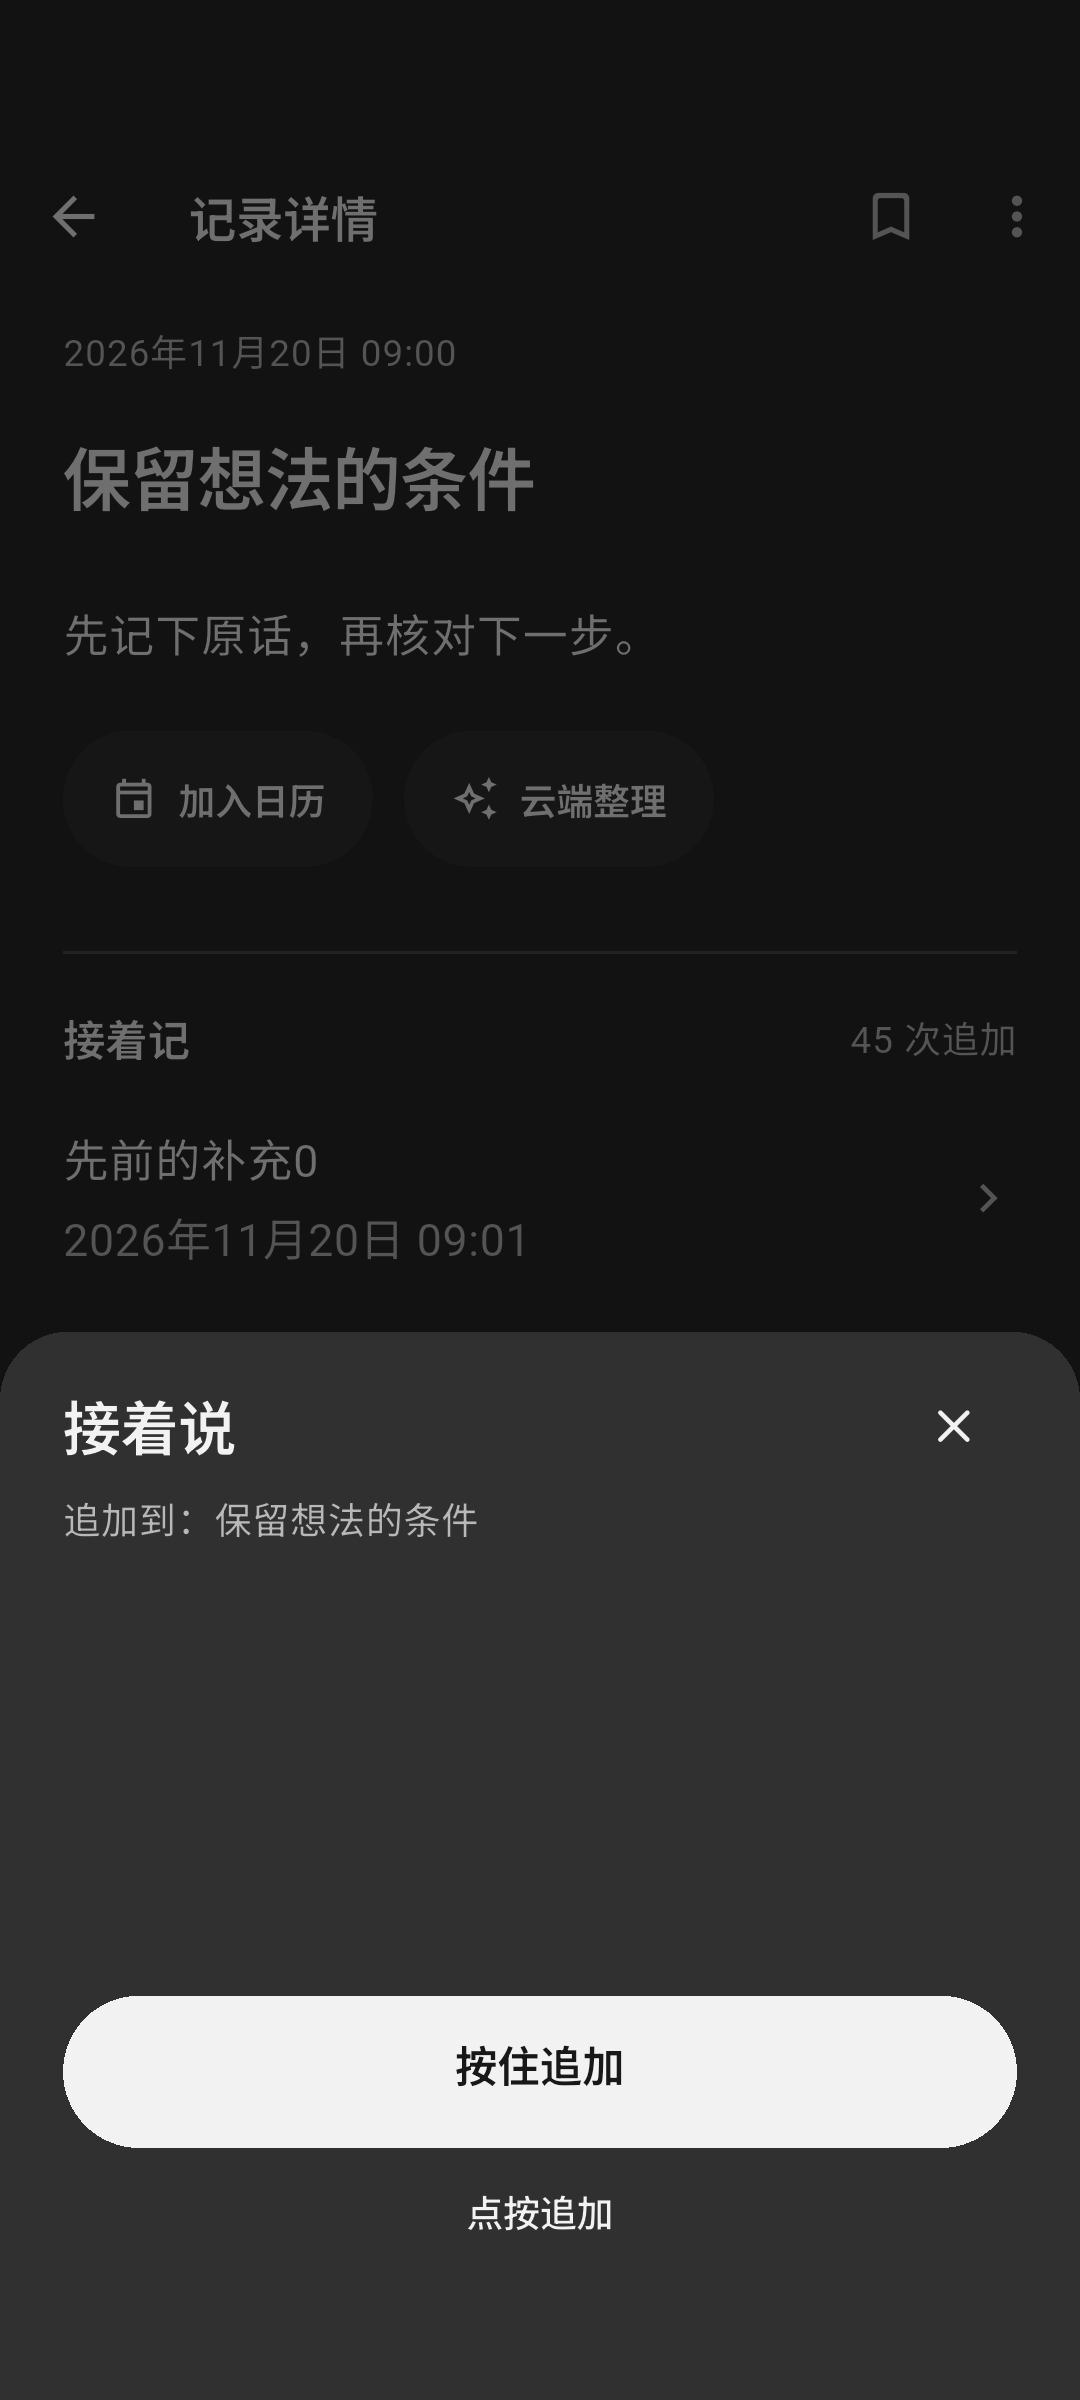 记录详情
2026年11月20日 09:00
保留想法的条件
先记下原话，再核对下一步。
加入日历
云端整理
接着记
45 次追加
先前的补充0
2026年11月20日 09:01
接着说
追加到：保留想法的条件
按住追加
点按追加